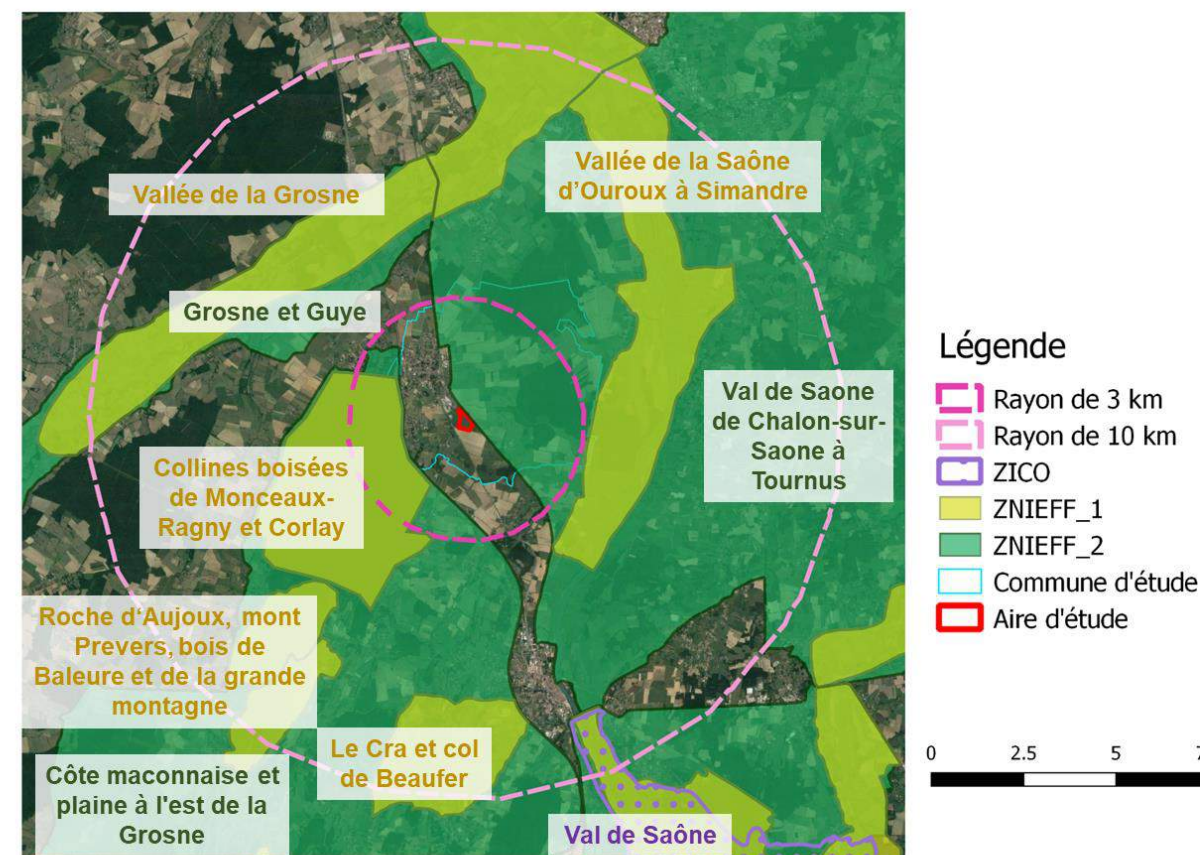 Vallée de la Grosne
Vallée de la Saône
d'Ouroux à Simandre
Grosne et Guye
Val de Saone
de Chalon-sur-
Saone à
Tournus
Collines boisées
de Monceaux-
Ragny et Corlay
Roche d'Aujoux, mont
Prevers, bois de
Baleure et de la grande
montagne
Le Cra et col
de Beaufer
Côte maconnaise et
plaine à l'est de la
Grosne
Val de Saône
Légende
Rayon de 3 km
Rayon de 10 km
ZICO
ZNIEFF_1
ZNIEFF_2
Commune d'étude
Aire d'étude
0 2.5 5